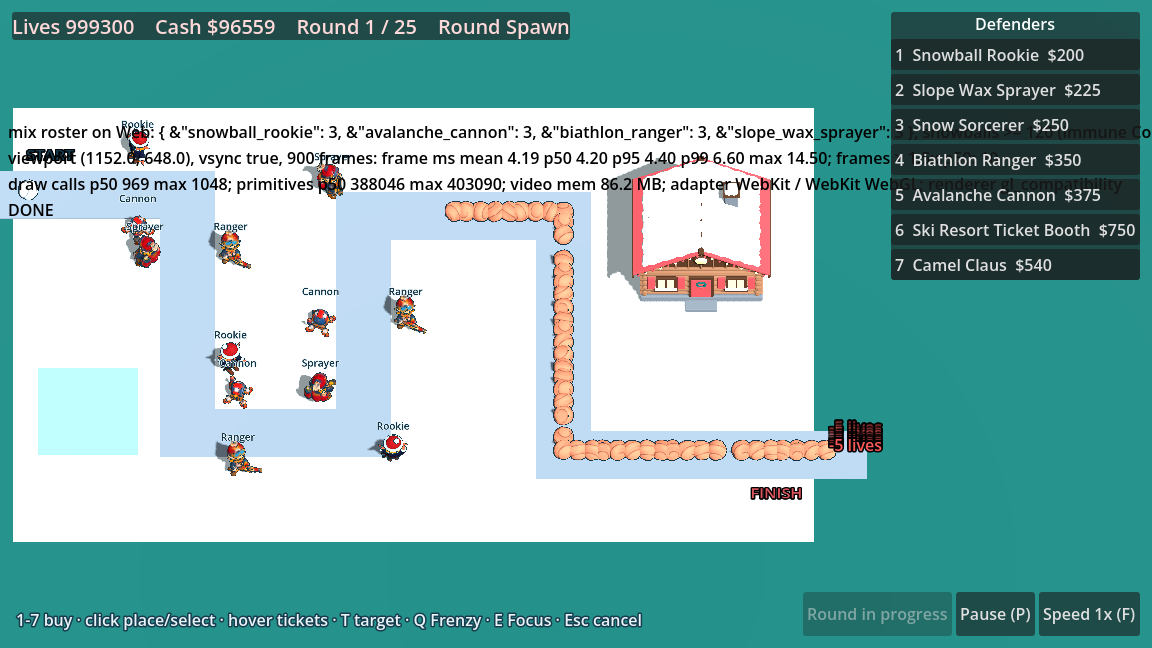 Lives 999300 Cash $96559 Round 1 / 25 Round Spawn
Defenders
1 Snowball Rookie $200
2 Slope Wax Sprayer $225
3 Snow Sorcerer $250
4 Biathlon Ranger $350
5 Avalanche Cannon $375
6 Ski Resort Ticket Booth $750
7 Camel Claus $540
Rookie
mix roster on Web: { &"snowball_rookie": 3, &"avalanche_cannon": 3, &"biathlon_ranger": 3, &"slope_wax_sprayer":
START
viewport (1152.0, 648.0), vsync true, 900 frames: frame ms mean 4.19 p50 4.20 p95 4.40 p99 6.60 max 14.50; frames
draw calls p50 969 max 1048; primitives p50 388046 max 403090; video mem 86.2 MB; adapter WebKit / WebKit WebGL; renderer gl_compatibility
Cannon
DONE
Sprayer
Ranger
Cannon
Ranger
Rookie
Cannon
Sprayer
Ranger
Rookie
-5 lives
FINISH
1-7 buy · click place/select · hover tickets · T target · Q Frenzy · E Focus · Esc cancel
Round in progress
Pause (P)
Speed 1x (F)